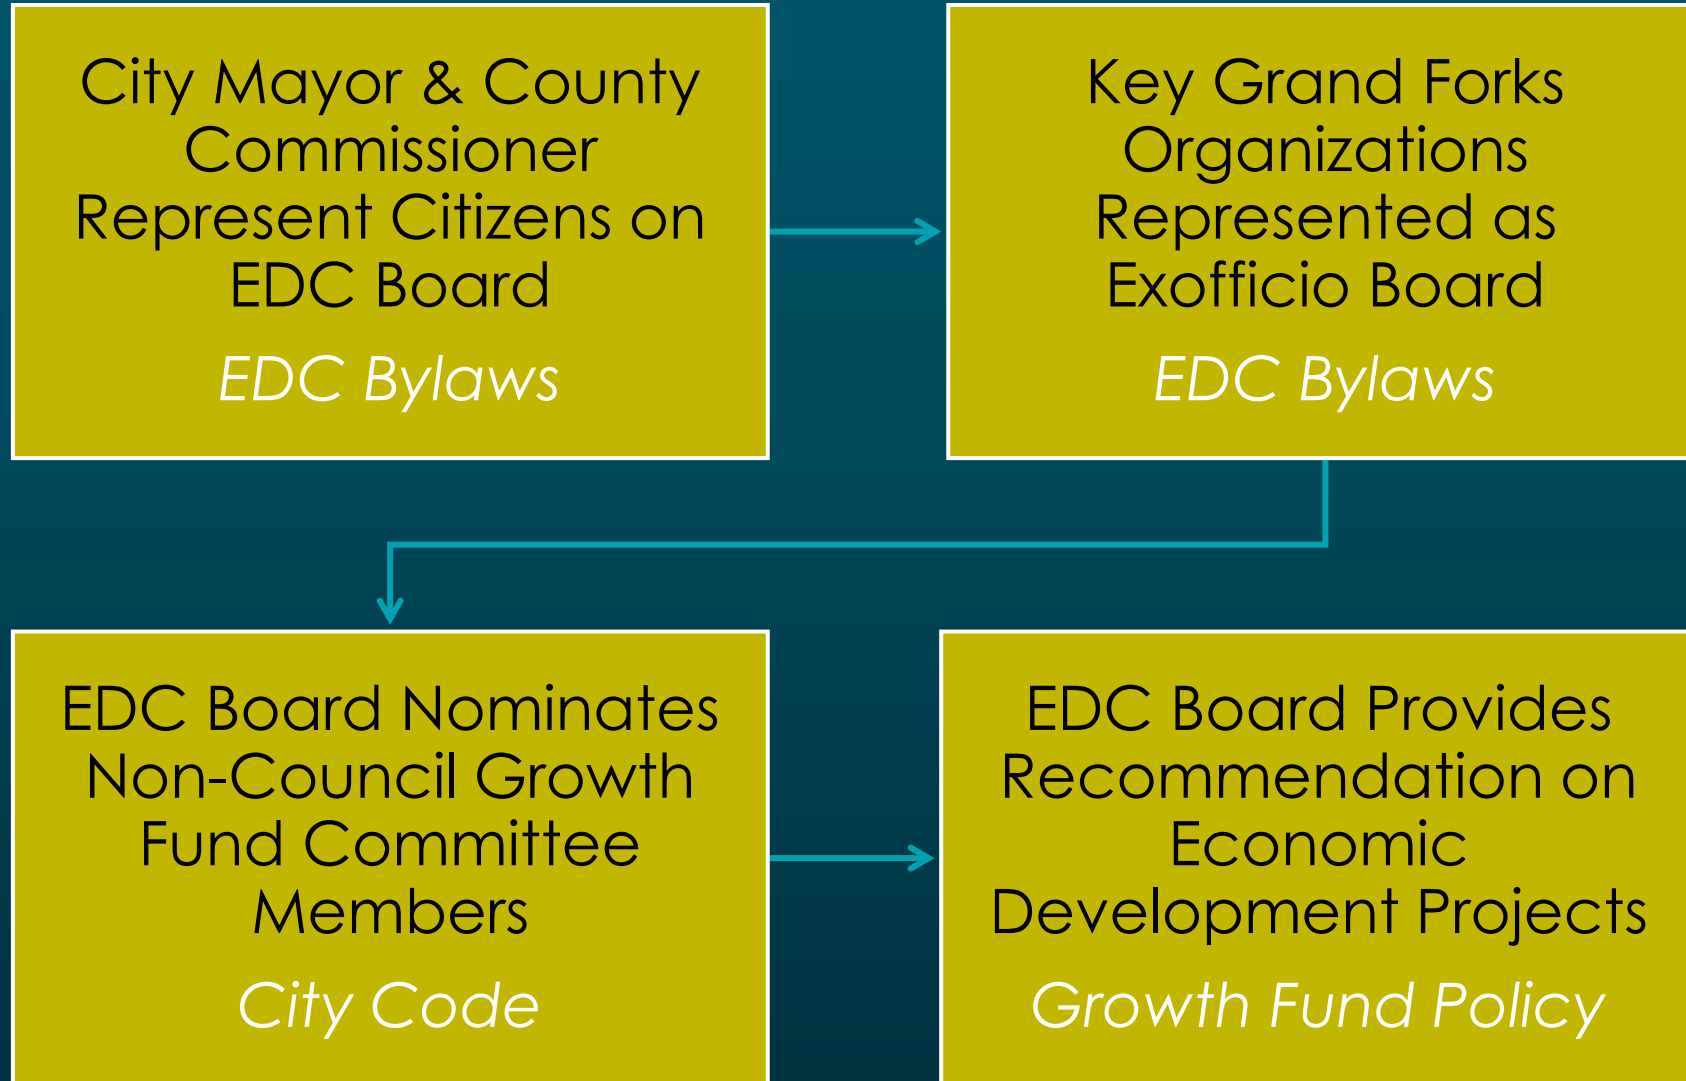 City Mayor & County
Commissioner
Represent Citizens on
EDC Board
EDC Bylaws
Key Grand Forks
Organizations
Represented as
Exofficio Board
EDC Bylaws
EDC Board Nominates
Non-Council Growth
Fund Committee
Members
City Code
EDC Board Provides
Recommendation on
Economic
Development Projects
Growth Fund Policy